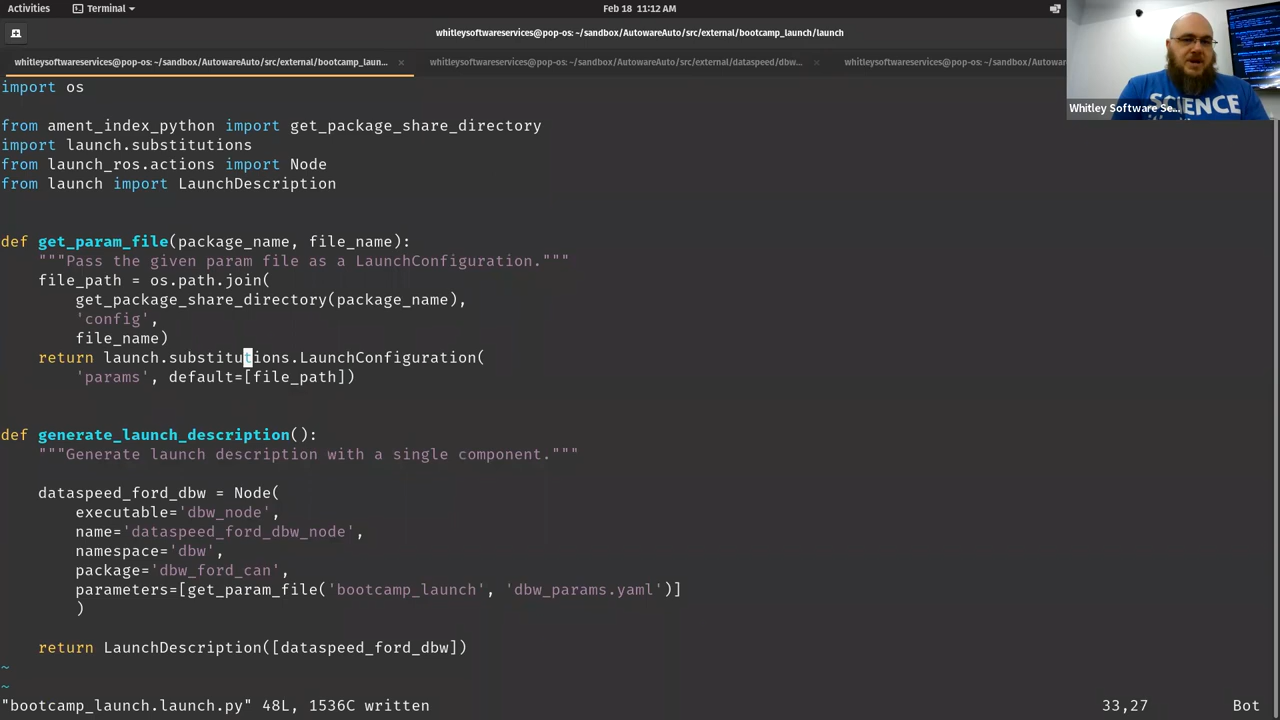 Activities
Terminal
Feb 18 11:12 AM
whitleysoftwareservices@pop-os: ~/sandbox/AutowareAuto/src/external/bootcamp_launch/launch
whitleysoftwareservices@pop-os: ~/sandbox/AutowareAuto/src/external/bootcamp_laun... ×
whitleysoftwareservices@pop-os: ~/sandbox/AutowareAuto/src/external/dataspeed/dbw... ×
whitleysoftwareservices@pop-os: ~/sandbox/AutowareAu
SCIENCE
Whitley Software Se...
import os
from ament_index_python import get_package_share_directory
import launch.substitutions
from launch_ros.actions import Node
from launch import LaunchDescription
def get_param_file(package_name, file_name):
    """Pass the given param file as a LaunchConfiguration."""
    file_path = os.path.join(
        get_package_share_directory(package_name),
        'config',
        file_name)
    return launch.substitutions.LaunchConfiguration(
        'params', default=[file_path])
def generate_launch_description():
    """Generate launch description with a single component."""
    dataspeed_ford_dbw = Node(
        executable='dbw_node',
        name='dataspeed_ford_dbw_node',
        namespace='dbw',
        package='dbw_ford_can',
        parameters=[get_param_file('bootcamp_launch', 'dbw_params.yaml')]
        )
    return LaunchDescription([dataspeed_ford_dbw])
~
~
"bootcamp_launch.launch.py" 48L, 1536C written
33,27
Bot